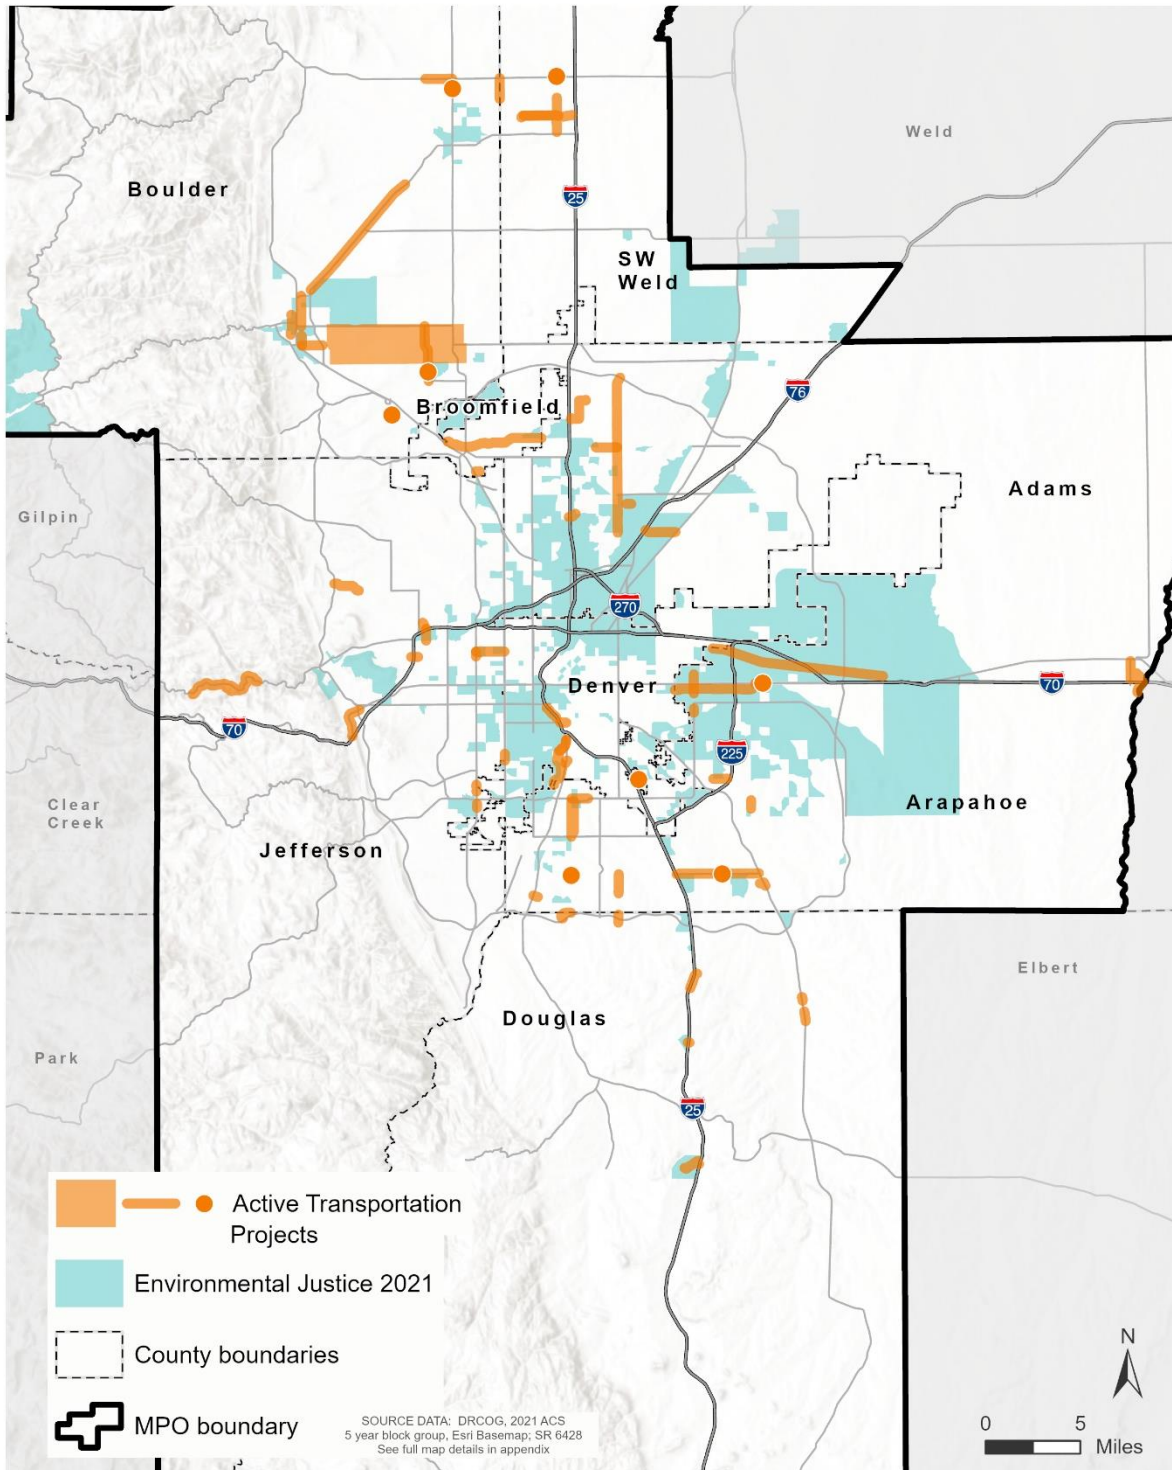 Weld
Boulder
25
SW
Weld
76
Broomfield
Adams
Gilpin
270
Denver
70
70
225
Clear
Creek
Arapahoe
Jefferson
Elbert
Douglas
Park
25
Active Transportation
Projects
Environmental Justice 2021
County boundaries
MPO boundary
SOURCE DATA: DRCOG, 2021 ACS
5 year block group, Esri Basemap; SR 6428
See full map details in appendix
N
0 5
Miles